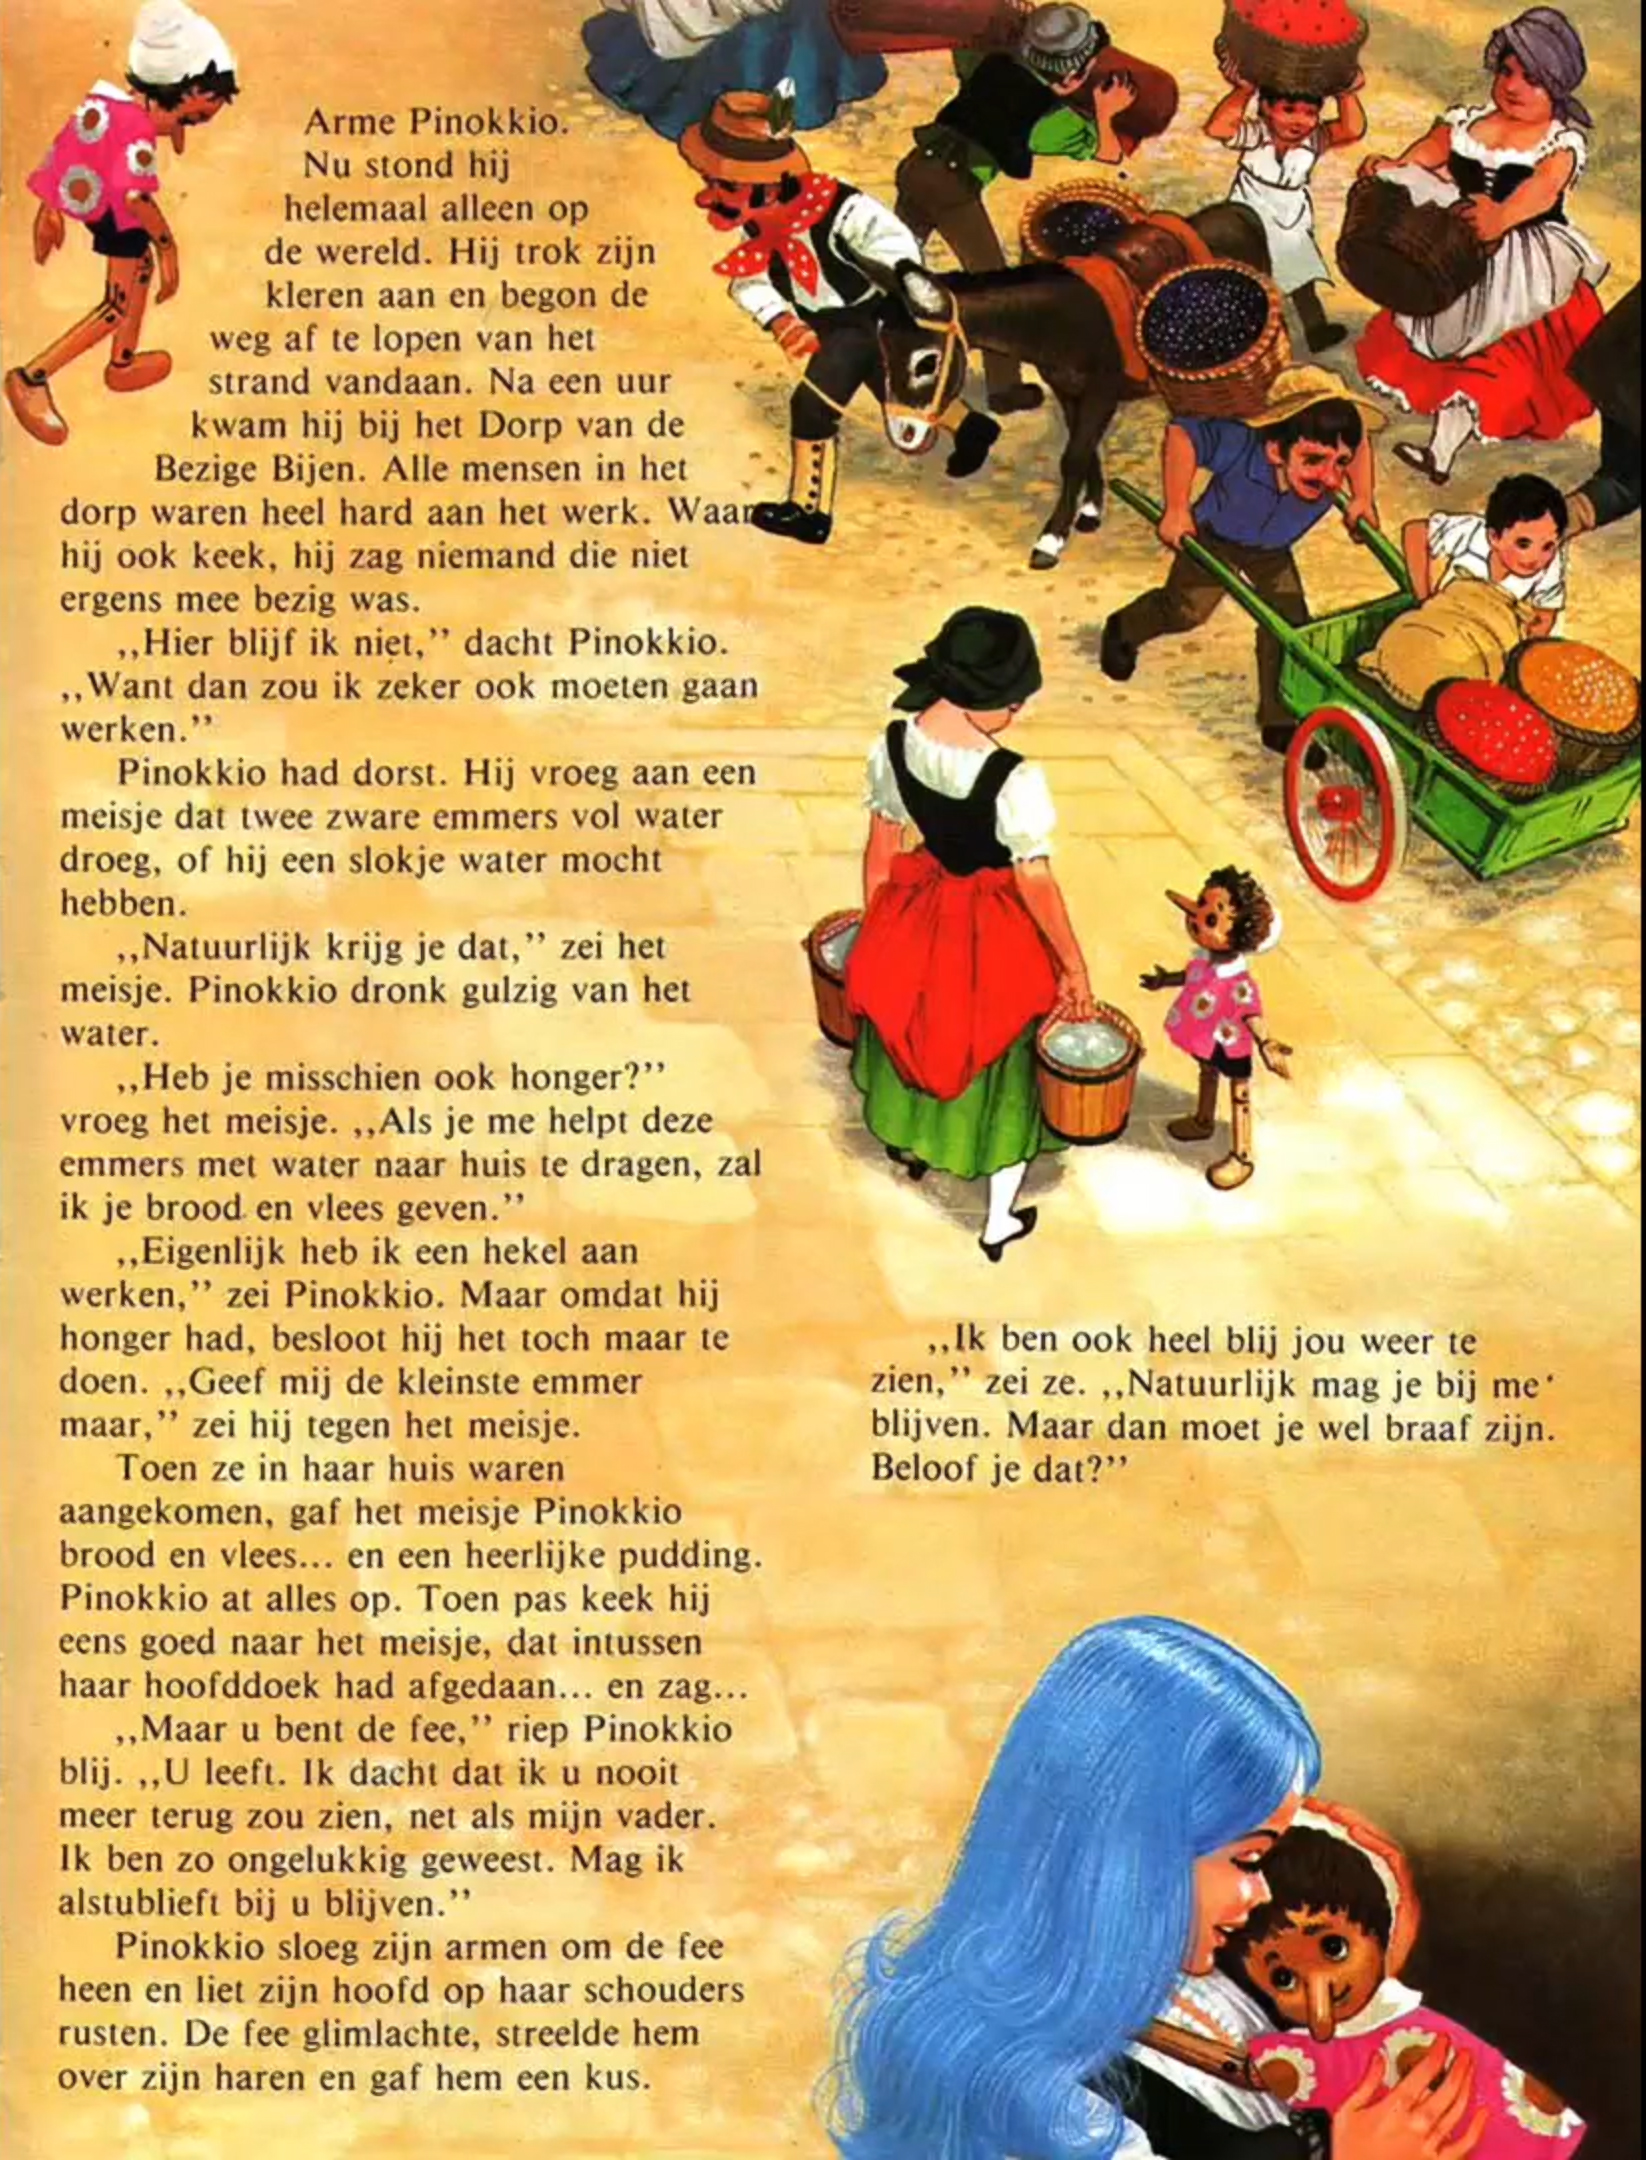 Arme Pinokkio.
Nu stond hij
helemaal alleen op
de wereld. Hij trok zijn
kleren aan en begon de
weg af te lopen van het
strand vandaan. Na een uur
kwam hij bij het Dorp van de
Bezige Bijen. Alle mensen in het
dorp waren heel hard aan het werk. Waar
hij ook keek, hij zag niemand die niet
ergens mee bezig was.
,,Hier blijf ik niet,’’ dacht Pinokkio.
,,Want dan zou ik zeker ook moeten gaan
werken.’’
Pinokkio had dorst. Hij vroeg aan een
meisje dat twee zware emmers vol water
droeg, of hij een slokje water mocht
hebben.
,,Natuurlijk krijg je dat,’’ zei het
meisje. Pinokkio dronk gulzig van het
water.
,,Heb je misschien ook honger?’’
vroeg het meisje. ,,Als je me helpt deze
emmers met water naar huis te dragen, zal
ik je brood en vlees geven.’’
,,Eigenlijk heb ik een hekel aan
werken,’’ zei Pinokkio. Maar omdat hij
honger had, besloot hij het toch maar te
doen. ,,Geef mij de kleinste emmer
maar,’’ zei hij tegen het meisje.
Toen ze in haar huis waren
aangekomen, gaf het meisje Pinokkio
brood en vlees... en een heerlijke pudding.
Pinokkio at alles op. Toen pas keek hij
eens goed naar het meisje, dat intussen
haar hoofddoek had afgedaan... en zag...
,,Maar u bent de fee,’’ riep Pinokkio
blij. ,,U leeft. Ik dacht dat ik u nooit
meer terug zou zien, net als mijn vader.
Ik ben zo ongelukkig geweest. Mag ik
alstublieft bij u blijven.’’
Pinokkio sloeg zijn armen om de fee
heen en liet zijn hoofd op haar schouders
rusten. De fee glimlachte, streelde hem
over zijn haren en gaf hem een kus.
,,Ik ben ook heel blij jou weer te
zien,’’ zei ze. ,,Natuurlijk mag je bij me
blijven. Maar dan moet je wel braaf zijn.
Beloof je dat?’’